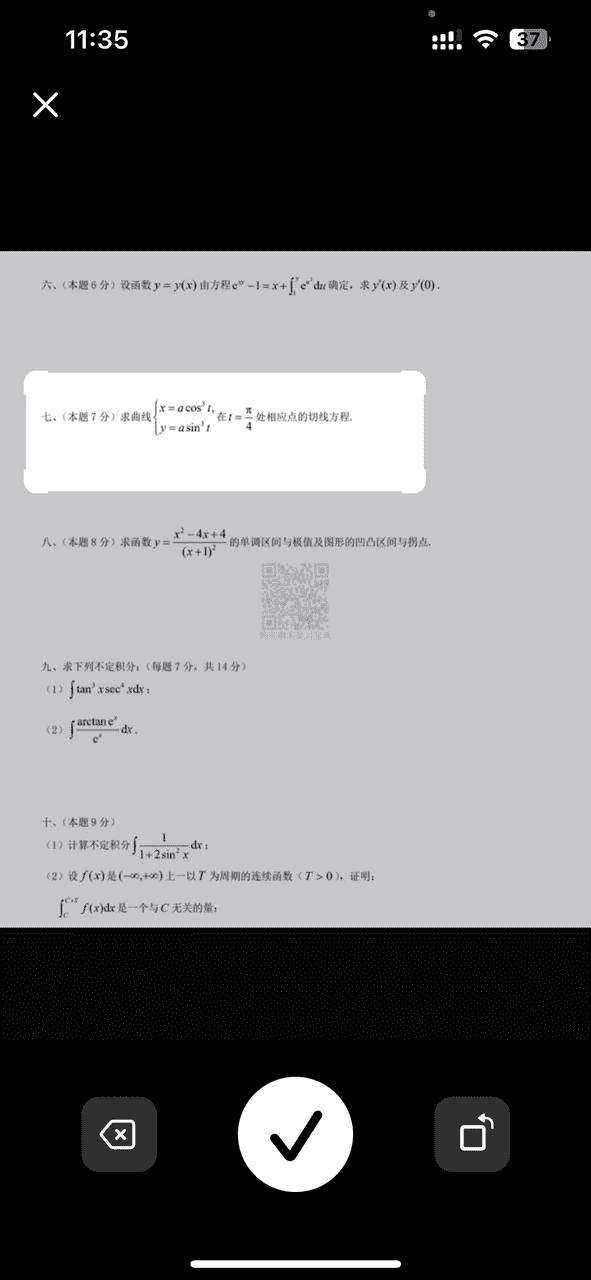 11:35
37
六、（本题6分）设函数 y = y(x) 由方程 e^{xy} −1 = x + ∫_1^y e^{u²} du 确定，求 y′(x) 及 y′(0).
七、（本题7分）求曲线 { x = a cos³ t, y = a sin³ t 在 t = π/4 处相应点的切线方程.
八、（本题8分）求函数 y = (x² − 4x + 4)/(x + 1)² 的单调区间与极值及图形的凹凸区间与拐点.
九、求下列不定积分：（每题7分，共14分）
（1）∫ tan³ x sec⁴ x dx；
（2）∫ (arctan eˣ)/eˣ dx .
十、（本题9分）
（1）计算不定积分 ∫ 1/(1+2 sin² x) dx；
（2）设 f(x) 是 (−∞,+∞) 上一以 T 为周期的连续函数（T > 0），证明：
∫_C^{C+T} f(x)dx 是一个与 C 无关的量；